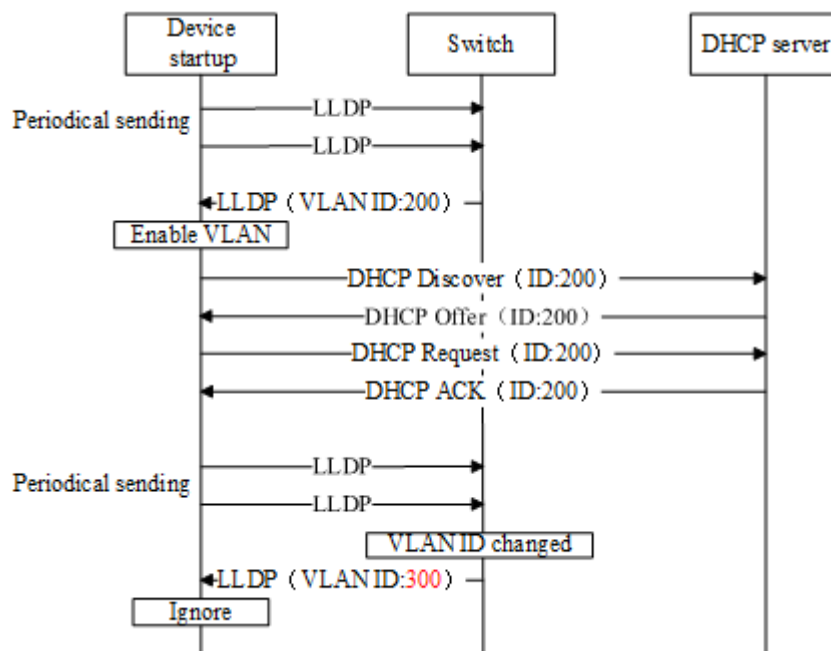 Device
startup
Switch
DHCP server
Periodical sending
LLDP
LLDP
LLDP（VLAN ID:200）
Enable VLAN
DHCP Discover（ID:200）
DHCP Offer（ID:200）
DHCP Request（ID:200）
DHCP ACK（ID:200）
Periodical sending
LLDP
LLDP
VLAN ID changed
LLDP（VLAN ID:300）
Ignore